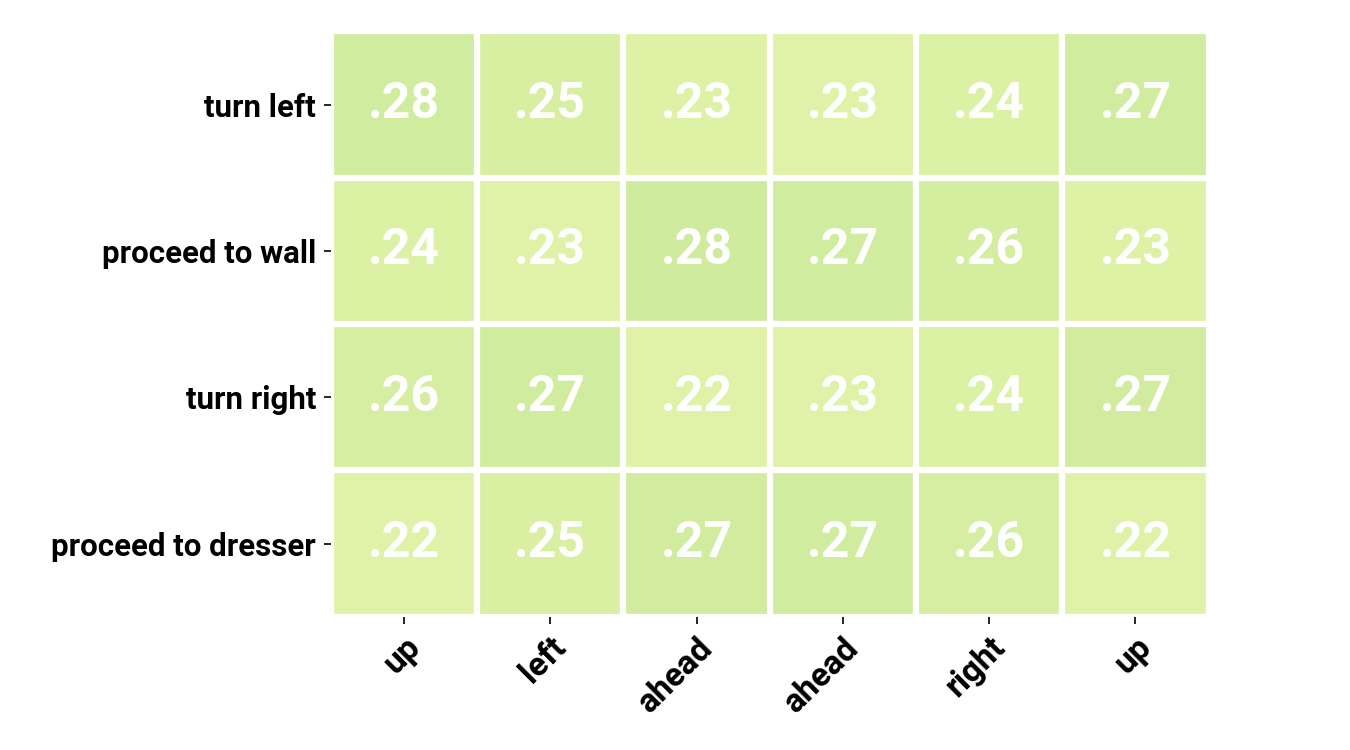 turn left .28 .25 .23 .23 .24 .27
proceed to wall .24 .23 .28 .27 .26 .23
turn right .26 .27 .22 .23 .24 .27
proceed to dresser .22 .25 .27 .27 .26 .22
up left ahead ahead right up